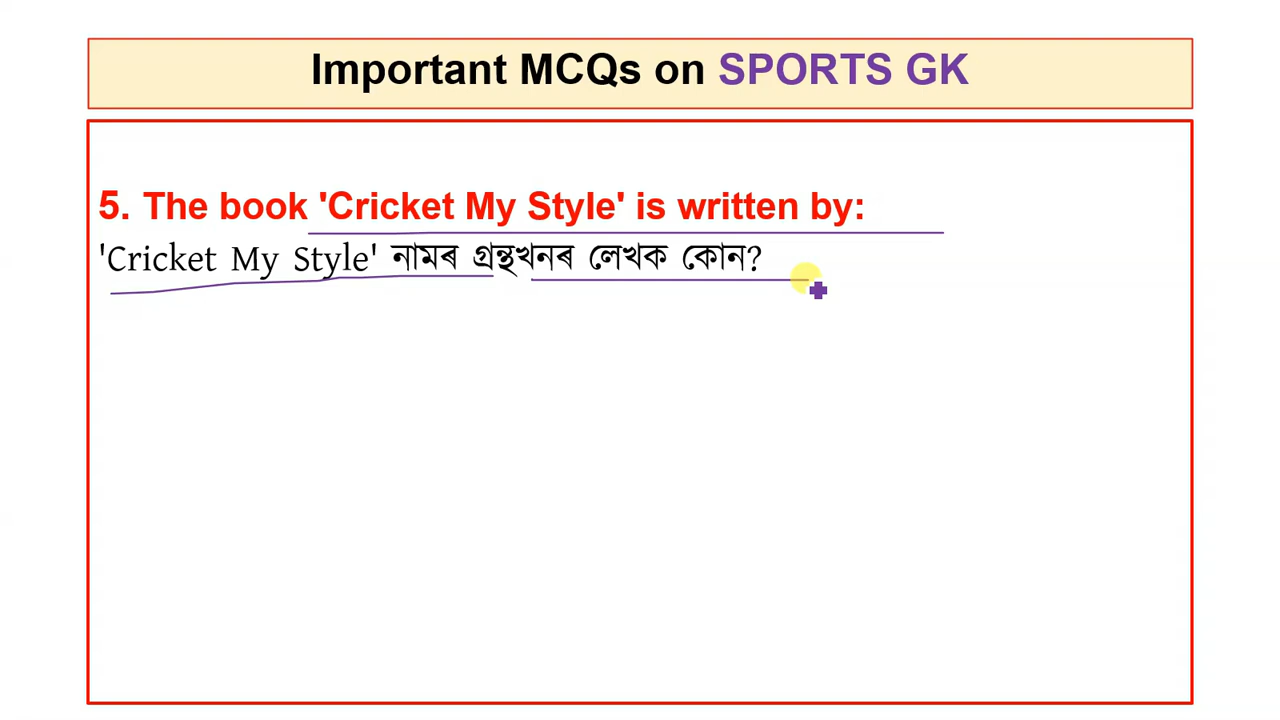 Important MCQs on SPORTS GK
5. The book 'Cricket My Style' is written by:
'Cricket My Style' নামৰ গ্ৰন্থখনৰ লেখক কোন?